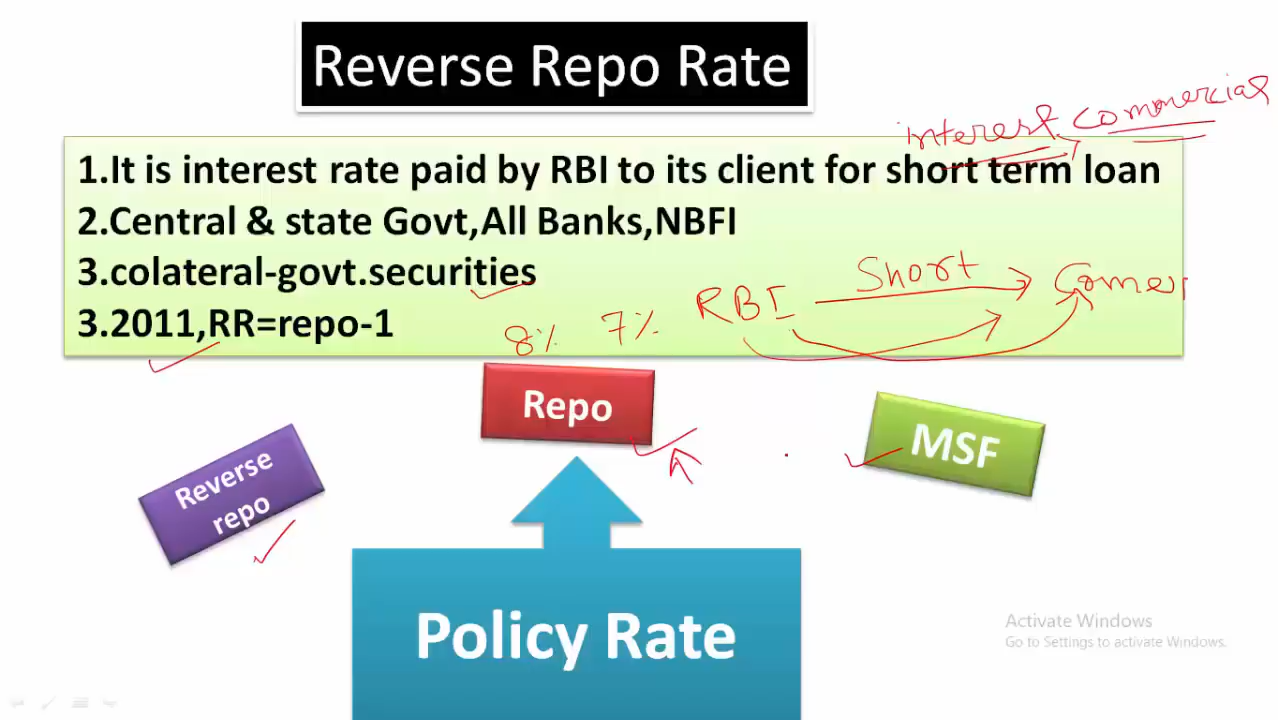 Reverse Repo Rate
interest commercial
1.It is interest rate paid by RBI to its client for short term loan
2.Central & state Govt,All Banks,NBFI
3.colateral-govt.securities
RBI Short Comer
3.2011,RR=repo-1
8% 7%
Repo
MSF
Reverse
repo
Policy Rate
Activate Windows
Go to Settings to activate Windows.